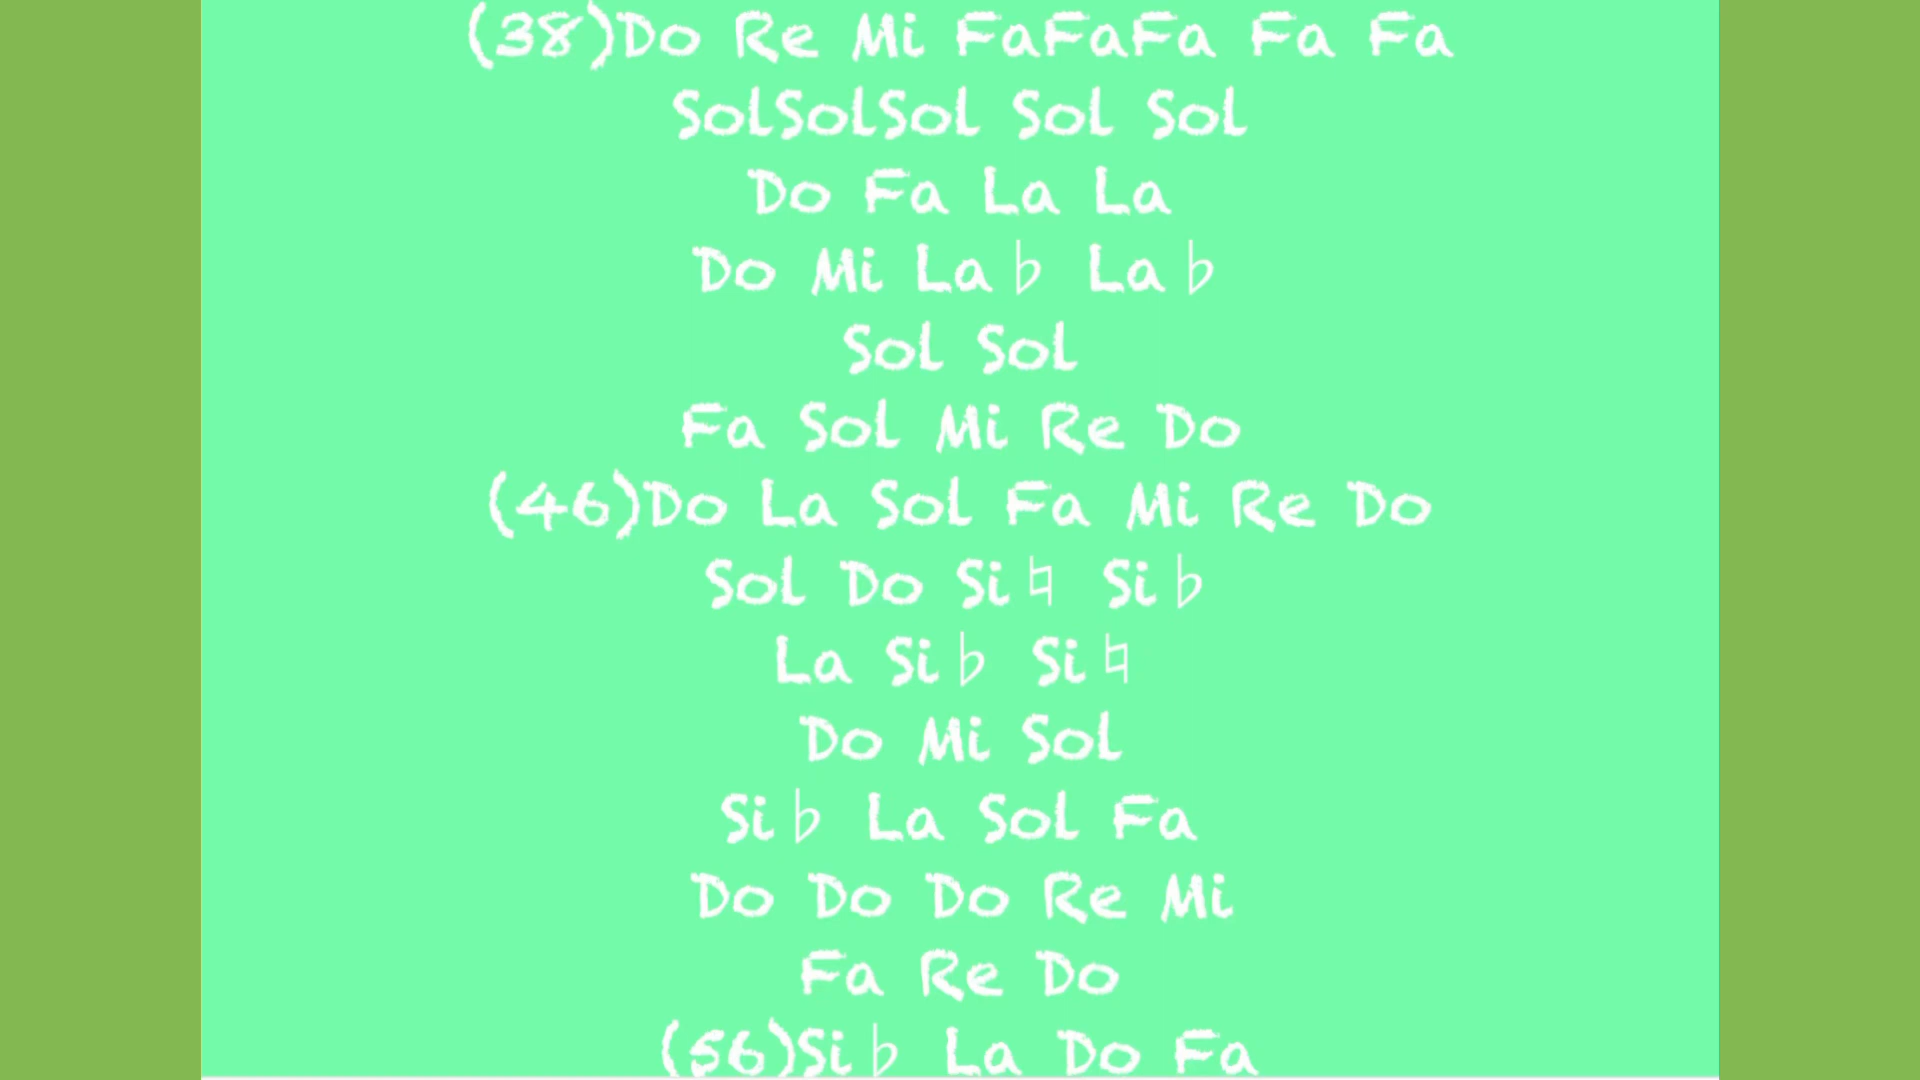 (38)Do Re Mi FaFaFa Fa Fa
SolSolSol Sol Sol
Do Fa La La
Do Mi La♭ La♭
Sol Sol
Fa Sol Mi Re Do
(46)Do La Sol Fa Mi Re Do
Sol Do Si♮ Si♭
La Si♭ Si♮
Do Mi Sol
Si♭ La Sol Fa
Do Do Do Re Mi
Fa Re Do
(56)Si♭ La Do Fa